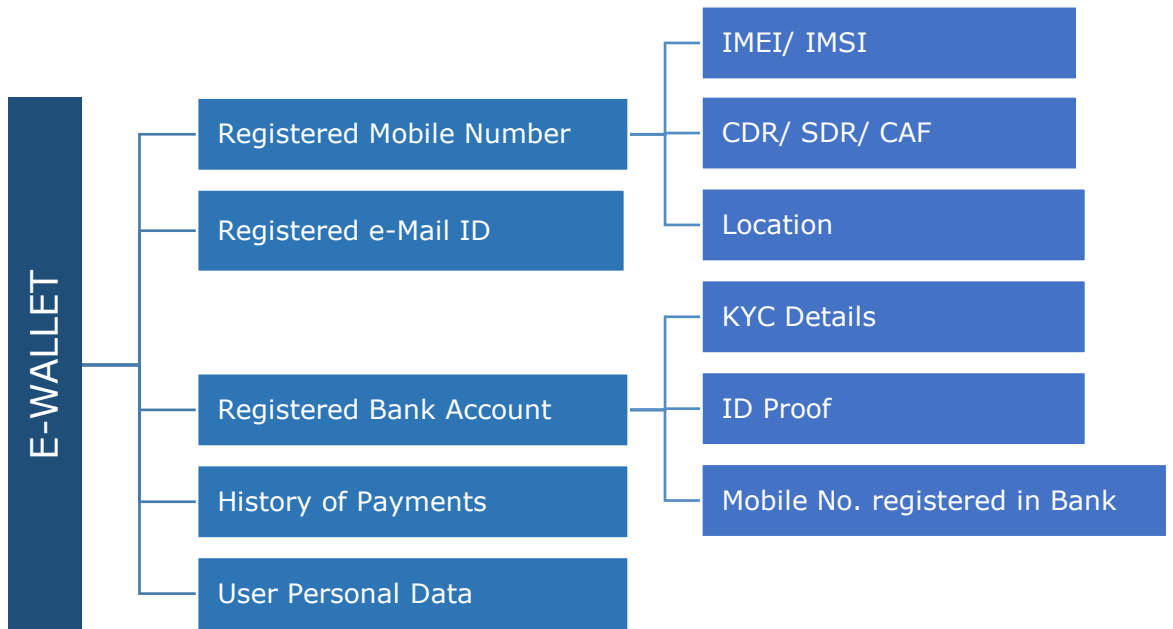 E-WALLET
Registered Mobile Number
IMEI/ IMSI
CDR/ SDR/ CAF
Location
Registered e-Mail ID
Registered Bank Account
KYC Details
ID Proof
Mobile No. registered in Bank
History of Payments
User Personal Data